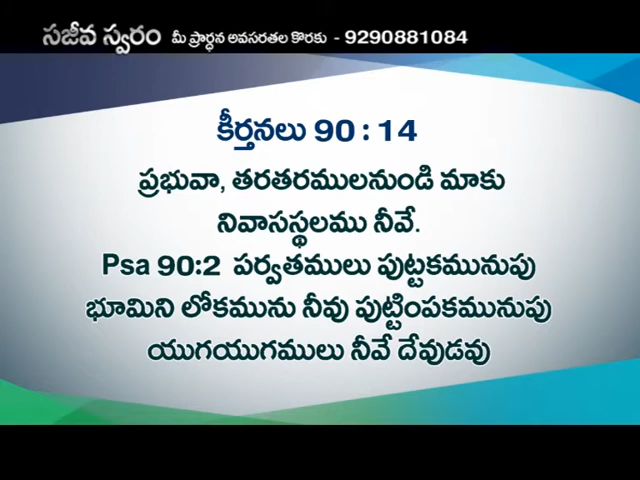 సజీవ స్వరం మీ ప్రార్ధన అవసరతల కొరకు - 9290881084
కీర్తనలు 90 : 14
ప్రభువా, తరతరములనుండి మాకు
నివాసస్థలము నీవే.
Psa 90:2 పర్వతములు పుట్టకమునుపు
భూమిని లోకమును నీవు పుట్టింపకమునుపు
యుగయుగములు నీవే దేవుడవు